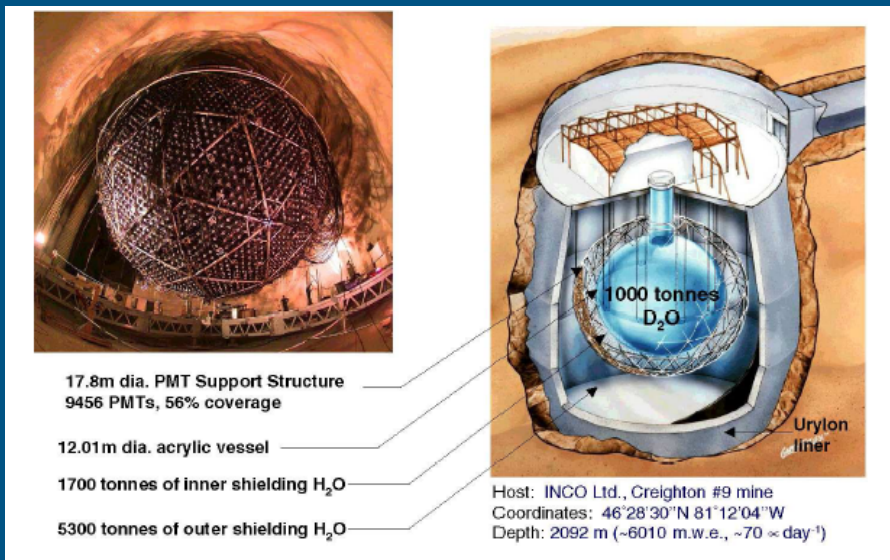 1000 tonnes
D₂O
17.8m dia. PMT Support Structure
9456 PMTs, 56% coverage
12.01m dia. acrylic vessel
1700 tonnes of inner shielding H₂O
5300 tonnes of outer shielding H₂O
Urylon
liner
Host: INCO Ltd., Creighton #9 mine
Coordinates: 46°28'30"N 81°12'04"W
Depth: 2092 m (~6010 m.w.e., ~70 ∝ day⁻¹)